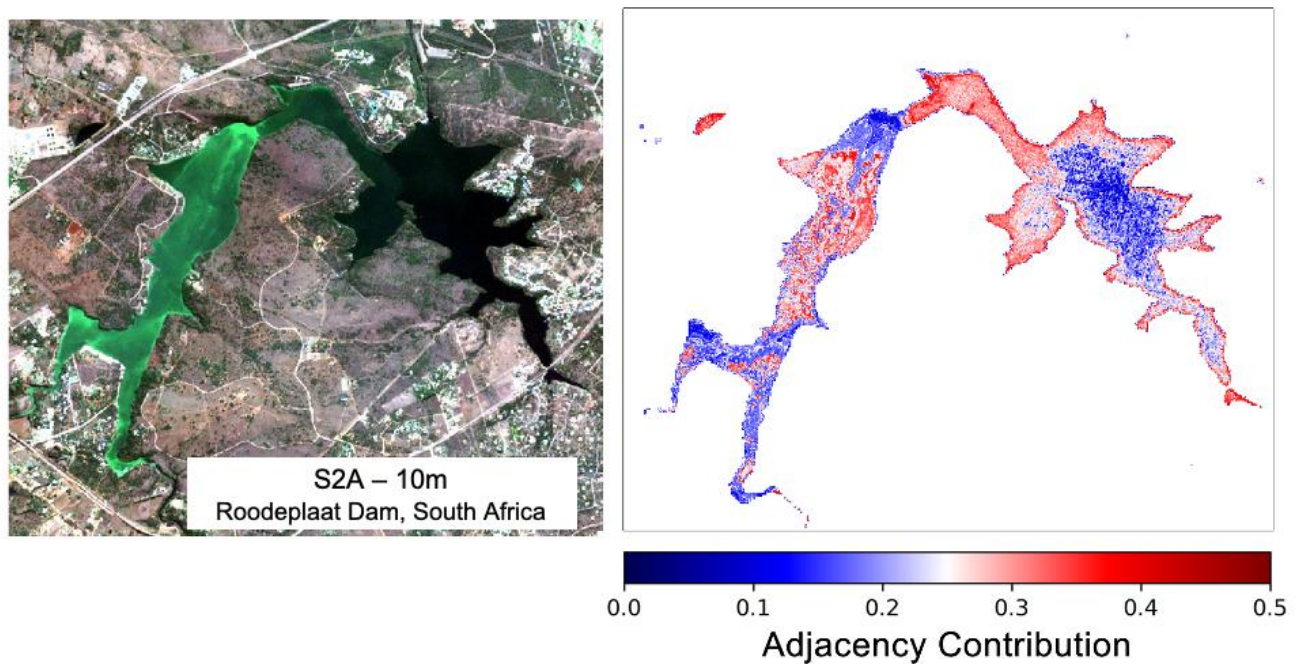 S2A – 10m
Roodeplaat Dam, South Africa
0.0 0.1 0.2 0.3 0.4 0.5
Adjacency Contribution